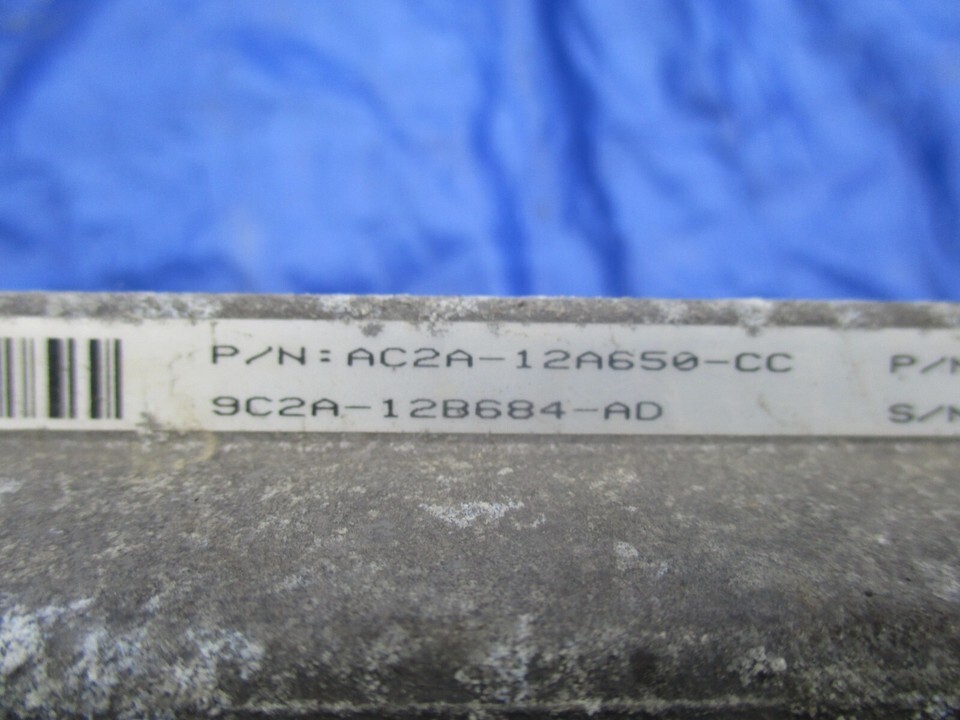 P/N: AC2A-12A650-CC
9C2A-12B684-AD
P/N
S/N